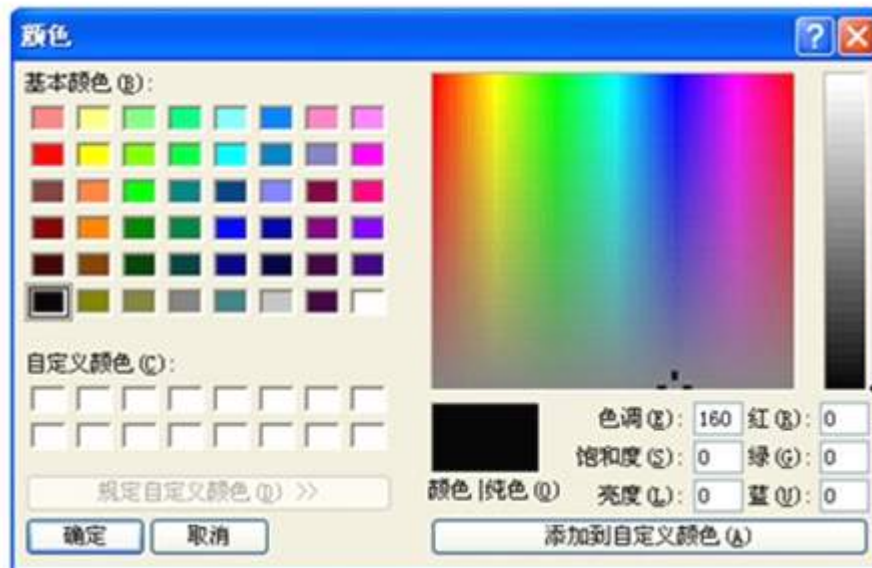 颜色
基本颜色(B):
自定义颜色(C):
规定自定义颜色(D) >>
确定 取消
颜色|纯色(O)
色调(E): 160 红(R): 0
饱和度(S): 0 绿(G): 0
亮度(L): 0 蓝(U): 0
添加到自定义颜色(A)